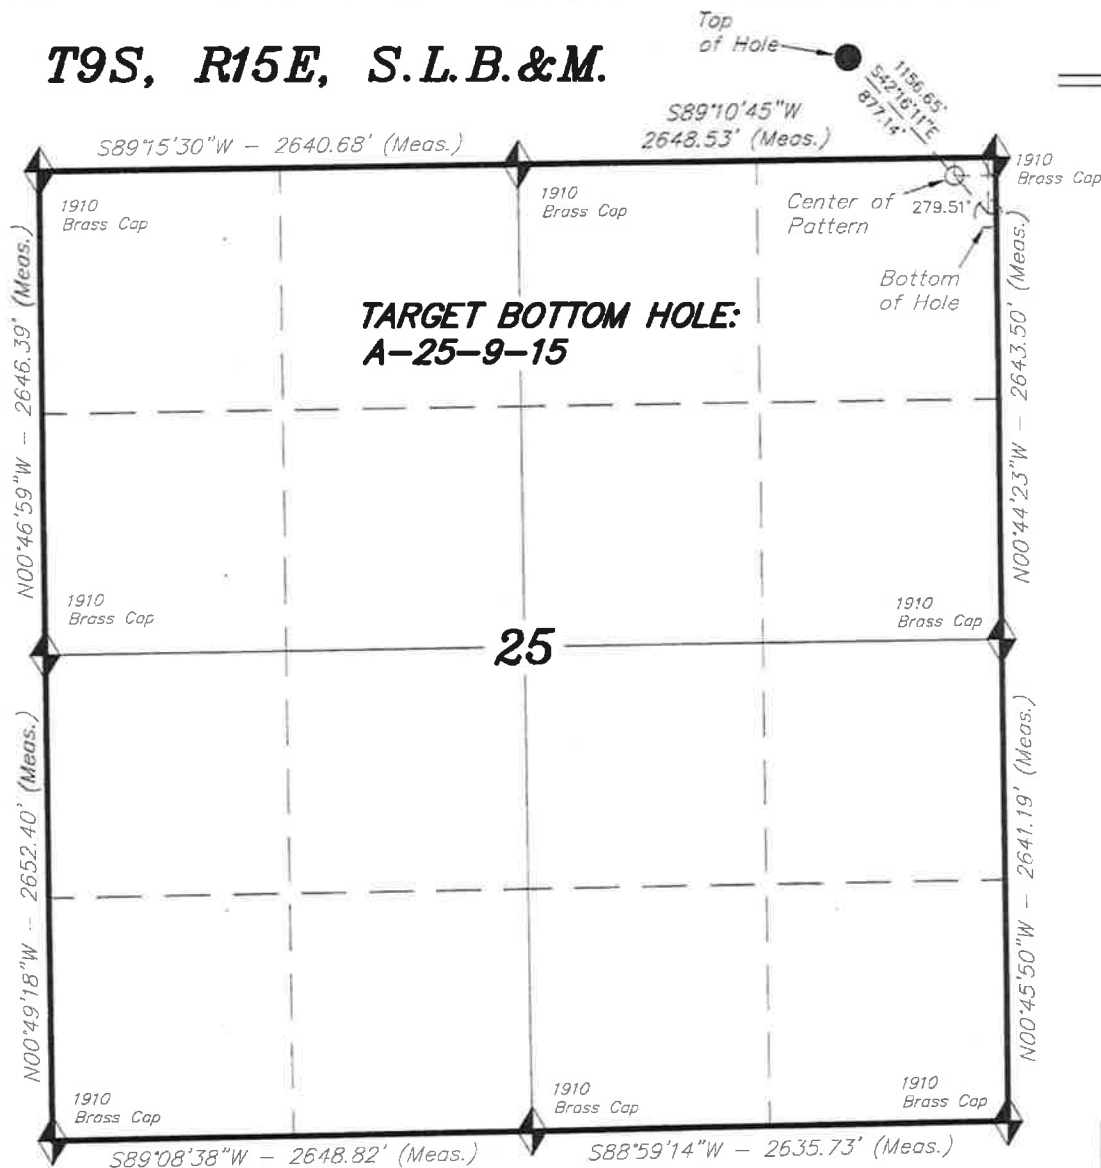 T9S, R15E, S.L.B.&M.
Top
of Hole
1156.65'
S42°16'11"E
877.14'
S89°15'30"W - 2640.68' (Meas.)
S89°10'45"W
2648.53' (Meas.)
1910
Brass Cap
1910
Brass Cap
1910
Brass Cap
Center of
Pattern
279.51'
Bottom
of Hole
TARGET BOTTOM HOLE:
A-25-9-15
N00°46'59"W - 2646.39' (Meas.)
N00°44'23"W - 2643.50' (Meas.)
1910
Brass Cap
1910
Brass Cap
25
N00°49'18"W - 2652.40' (Meas.)
N00°45'50"W - 2641.19' (Meas.)
1910
Brass Cap
1910
Brass Cap
1910
Brass Cap
S89°08'38"W - 2648.82' (Meas.)
S88°59'14"W - 2635.73' (Meas.)